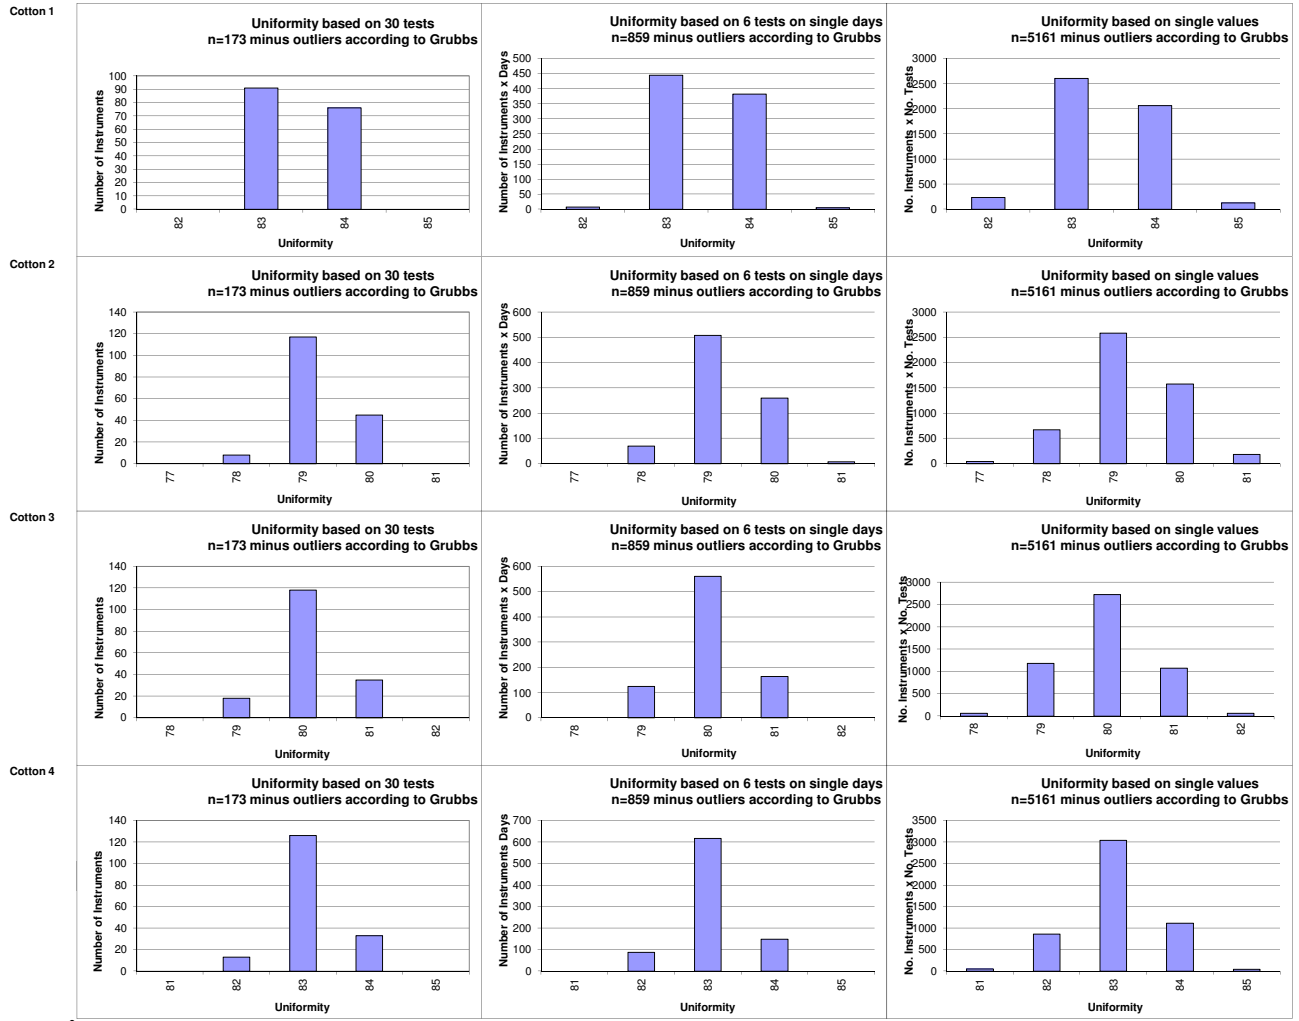 Cotton 1
Uniformity based on 30 tests
n=173 minus outliers according to Grubbs
Number of Instruments
100
90
80
70
60
50
40
30
20
10
0
82
83
84
85
Uniformity
Uniformity based on 6 tests on single days
n=859 minus outliers according to Grubbs
Number of Instruments x Days
500
450
400
350
300
250
200
150
100
50
0
82
83
84
85
Uniformity
Uniformity based on single values
n=5161 minus outliers according to Grubbs
No. Instruments x No. Tests
3000
2500
2000
1500
1000
500
0
82
83
84
85
Uniformity
Cotton 2
Uniformity based on 30 tests
n=173 minus outliers according to Grubbs
Number of Instruments
140
120
100
80
60
40
20
0
77
78
79
80
81
Uniformity
Uniformity based on 6 tests on single days
n=859 minus outliers according to Grubbs
Number of Instruments x Days
600
500
400
300
200
100
0
77
78
79
80
81
Uniformity
Uniformity based on single values
n=5161 minus outliers according to Grubbs
No. Instruments x No. Tests
3000
2500
2000
1500
1000
500
0
77
78
79
80
81
Uniformity
Cotton 3
Uniformity based on 30 tests
n=173 minus outliers according to Grubbs
Number of Instruments
140
120
100
80
60
40
20
0
78
79
80
81
82
Uniformity
Uniformity based on 6 tests on single days
n=859 minus outliers according to Grubbs
Number of Instruments x Days
600
500
400
300
200
100
0
78
79
80
81
82
Uniformity
Uniformity based on single values
n=5161 minus outliers according to Grubbs
No. Instruments x No. Tests
3000
2500
2000
1500
1000
500
0
78
79
80
81
82
Uniformity
Cotton 4
Uniformity based on 30 tests
n=173 minus outliers according to Grubbs
Number of Instruments
140
120
100
80
60
40
20
0
81
82
83
84
85
Uniformity
Uniformity based on 6 tests on single days
n=859 minus outliers according to Grubbs
Number of Instruments Days
700
600
500
400
300
200
100
0
81
82
83
84
85
Uniformity
Uniformity based on single values
n=5161 minus outliers according to Grubbs
No. Instruments x No. Tests
3500
3000
2500
2000
1500
1000
500
0
81
82
83
84
85
Uniformity